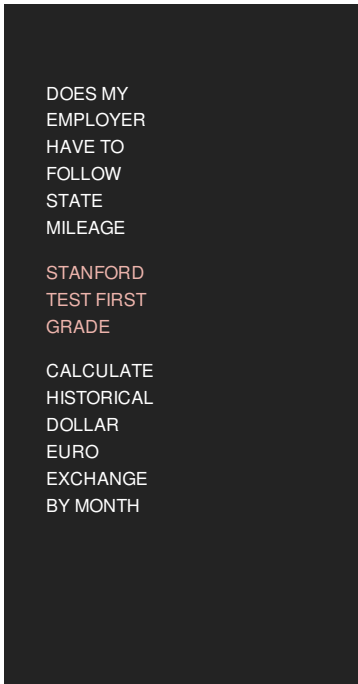 DOES MY
EMPLOYER
HAVE TO
FOLLOW
STATE
MILEAGE
STANFORD
TEST FIRST
GRADE
CALCULATE
HISTORICAL
DOLLAR
EURO
EXCHANGE
BY MONTH